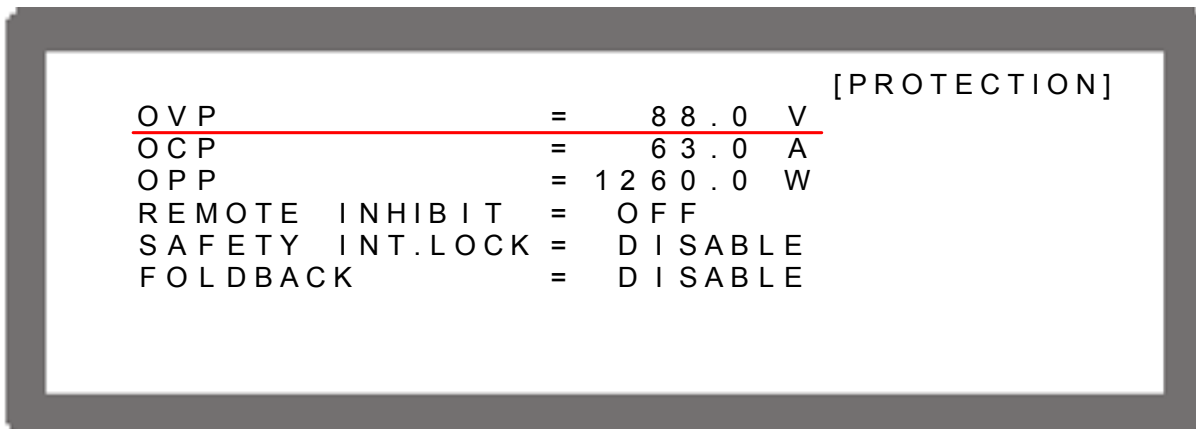 [PROTECTION]
OVP = 88.0 V
OCP = 63.0 A
OPP = 1260.0 W
REMOTE INHIBIT = OFF
SAFETY INT.LOCK = DISABLE
FOLDBACK = DISABLE